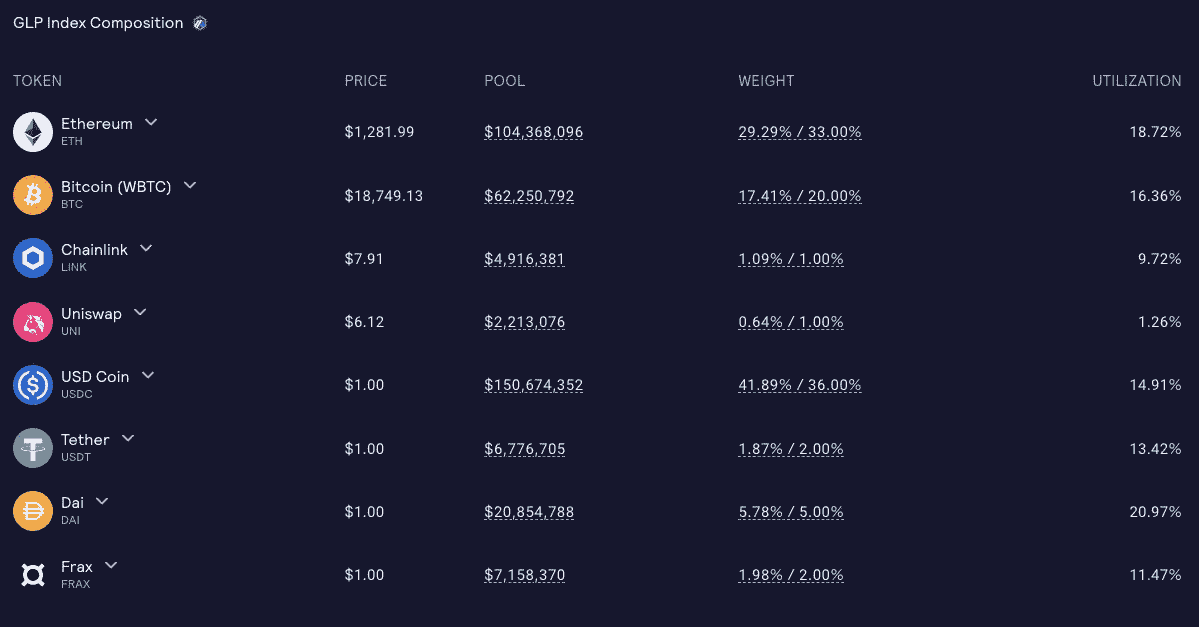 GLP Index Composition
TOKEN PRICE POOL WEIGHT UTILIZATION
Ethereum
ETH
$1,281.99 $104,368,096 29.29% / 33.00% 18.72%
Bitcoin (WBTC)
BTC
$18,749.13 $62,250,792 17.41% / 20.00% 16.36%
Chainlink
LINK
$7.91 $4,916,381 1.09% / 1.00% 9.72%
Uniswap
UNI
$6.12 $2,213,076 0.64% / 1.00% 1.26%
USD Coin
USDC
$1.00 $150,674,352 41.89% / 36.00% 14.91%
Tether
USDT
$1.00 $6,776,705 1.87% / 2.00% 13.42%
Dai
DAI
$1.00 $20,854,788 5.78% / 5.00% 20.97%
Frax
FRAX
$1.00 $7,158,370 1.98% / 2.00% 11.47%